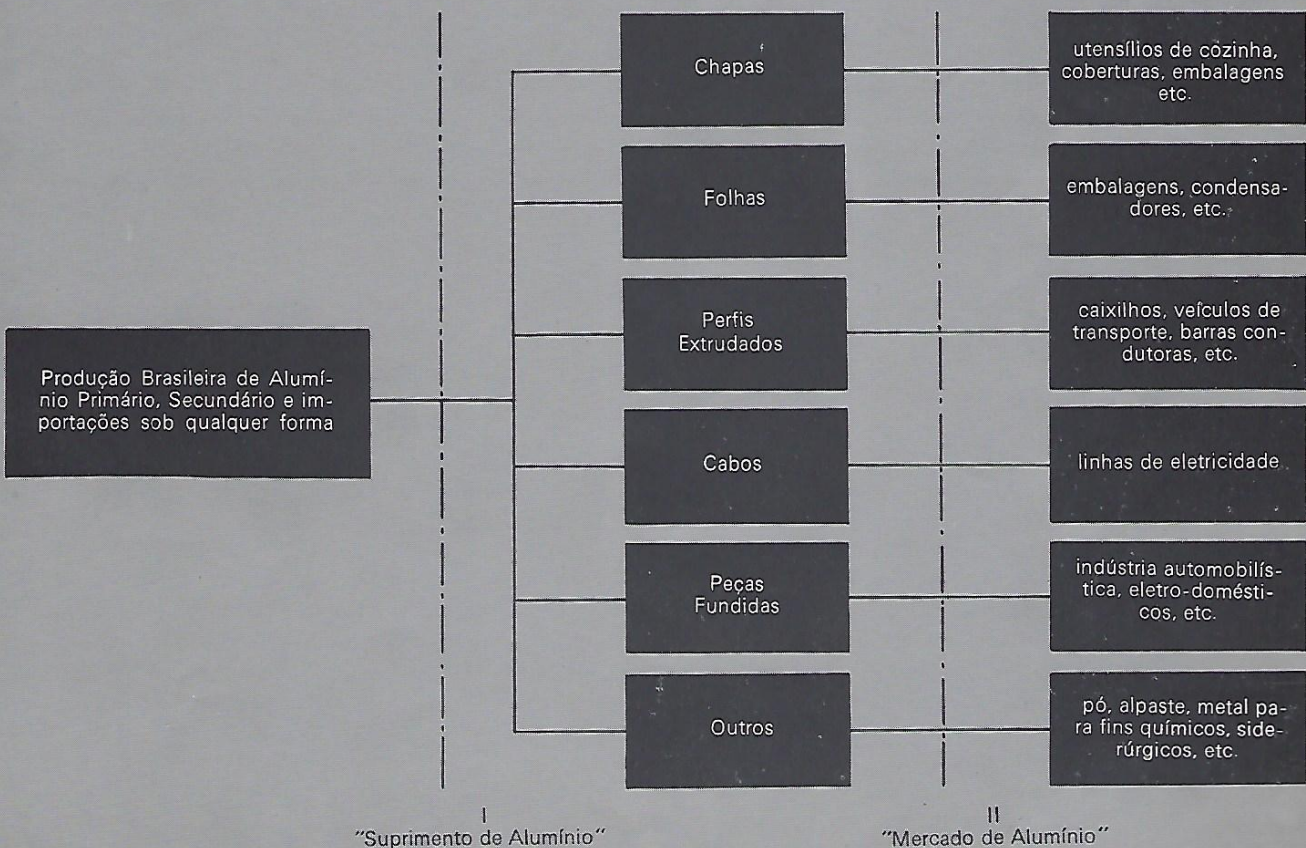 Produção Brasileira de Alumí-
nio Primário, Secundário e im-
portações sob qualquer forma
Chapas
utensílios de cozinha,
coberturas, embalagens
etc.
Folhas
embalagens, condensa-
dores, etc.
Perfis
Extrudados
caixilhos, veículos de
transporte, barras con-
dutoras, etc.
Cabos
linhas de eletricidade
Peças
Fundidas
indústria automobilís-
tica, eletro-domésti-
cos, etc.
Outros
pó, alpaste, metal pa-
ra fins químicos, side-
rúrgicos, etc.
I
"Suprimento de Alumínio"
II
"Mercado de Alumínio"